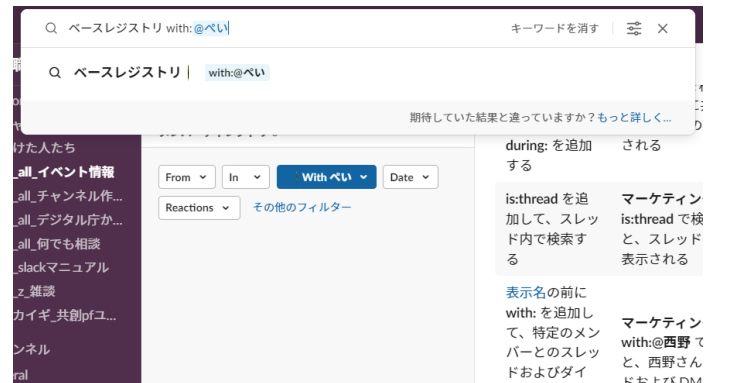 ベースレジストリ with:@ぺい
キーワードを消す
ベースレジストリ with:@ぺい
期待していた結果と違っていますか？もっと詳しく...
けた人たち
_all_イベント情報
_all_チャンネル作...
_all_デジタル庁か...
_all_何でも相談
_slackマニュアル
_z_雑談
カイギ_共創pfユ...
ンネル
ral
From
In
With ぺい
Date
Reactions
その他のフィルター
during: を追加
する
される
is:thread を追
加して、スレッ
ド内で検索す
る
マーケティン
is:thread で検
と、スレッド
表示される
表示名の前に
with: を追加し
て、特定のメン
バーとのスレッ
ドおよびダイ
マーケティン
with:@西野 で
と、西野さん
ドおよび DM